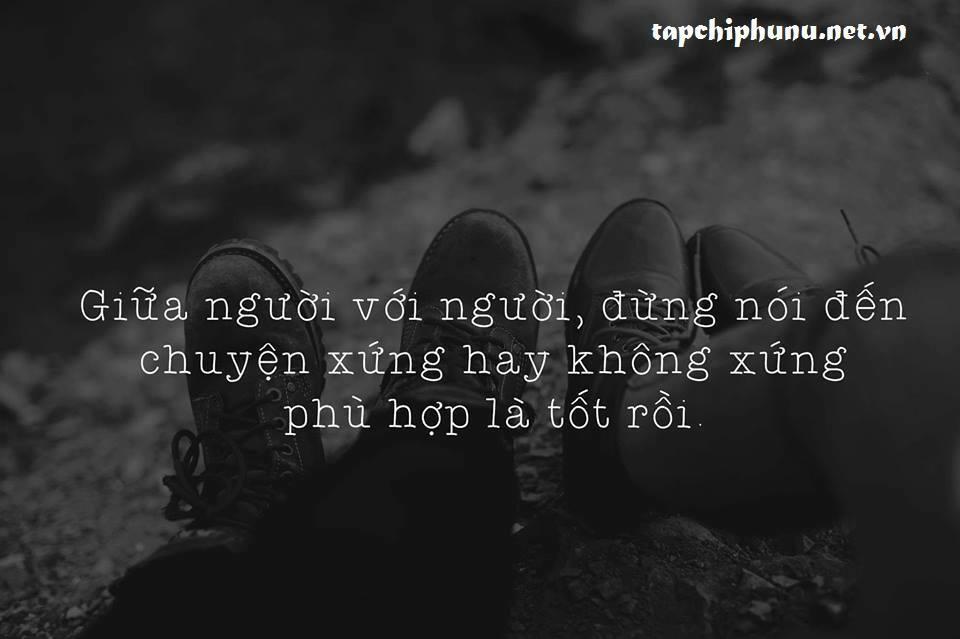 tapchiphunu.net.vn
Giữa người với người, đừng nói đến
chuyện xứng hay không xứng
phù hợp là tốt rồi.